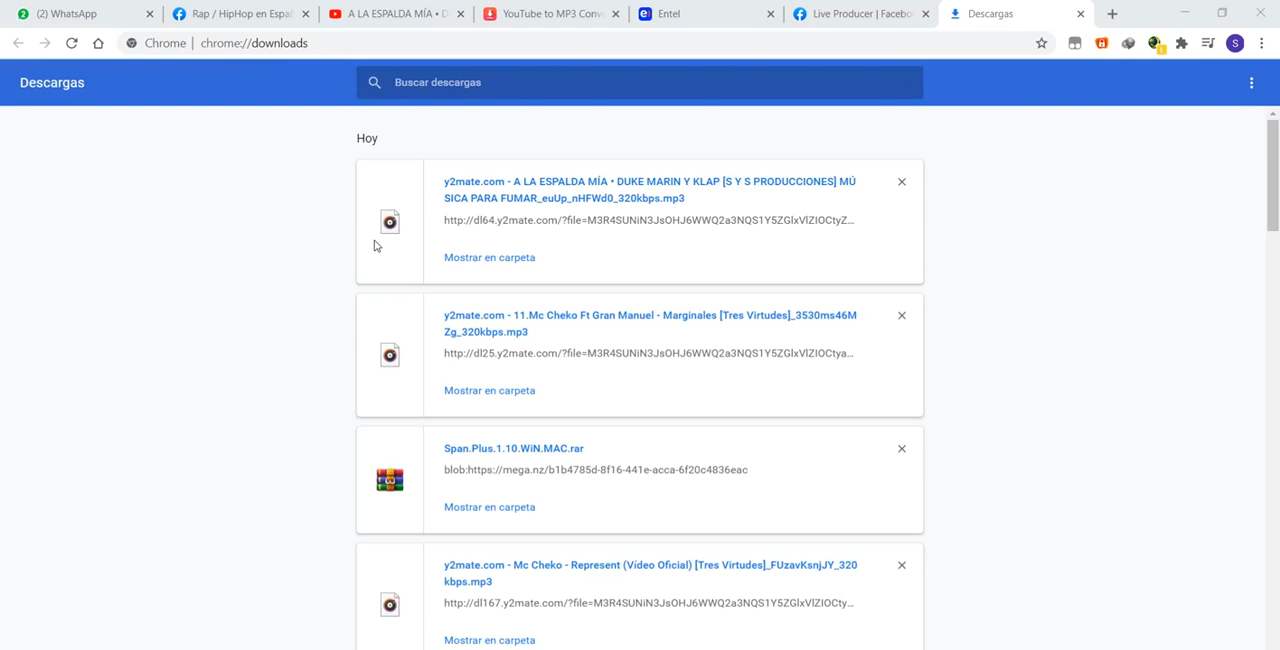 (2) WhatsApp
Rap / HipHop en Espa
A LA ESPALDA MÍA • D
YouTube to MP3 Conv
Entel
Live Producer | Facebo
Descargas
Chrome | chrome://downloads
S
Descargas
Buscar descargas
Hoy
y2mate.com - A LA ESPALDA MÍA • DUKE MARIN Y KLAP [S Y S PRODUCCIONES] MÚ
SICA PARA FUMAR_euUp_nHFWd0_320kbps.mp3
http://dl64.y2mate.com/?file=M3R4SUNiN3JsOHJ6WWQ2a3NQS1Y5ZGlxVlZIOCtyZ...
Mostrar en carpeta
y2mate.com - 11.Mc Cheko Ft Gran Manuel - Marginales [Tres Virtudes]_3530ms46M
Zg_320kbps.mp3
http://dl25.y2mate.com/?file=M3R4SUNiN3JsOHJ6WWQ2a3NQS1Y5ZGlxVlZIOCtya...
Mostrar en carpeta
Span.Plus.1.10.WiN.MAC.rar
blob:https://mega.nz/b1b4785d-8f16-441e-acca-6f20c4836eac
Mostrar en carpeta
y2mate.com - Mc Cheko - Represent (Video Oficial) [Tres Virtudes]_FUzavKsnjJY_320
kbps.mp3
http://dl167.y2mate.com/?file=M3R4SUNiN3JsOHJ6WWQ2a3NQS1Y5ZGlxVlZIOCty...
Mostrar en carpeta